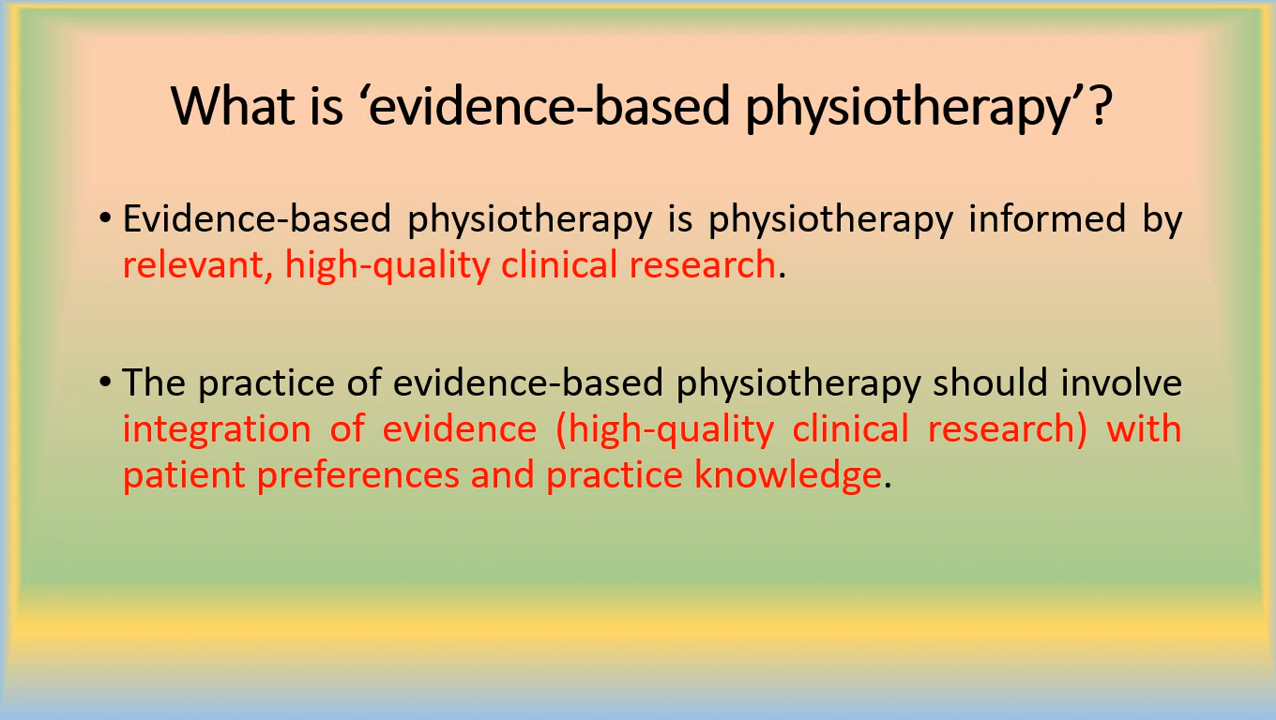 What is ‘evidence-based physiotherapy’?
• Evidence-based physiotherapy is physiotherapy informed by
relevant, high-quality clinical research.
• The practice of evidence-based physiotherapy should involve
integration of evidence (high-quality clinical research) with
patient preferences and practice knowledge.